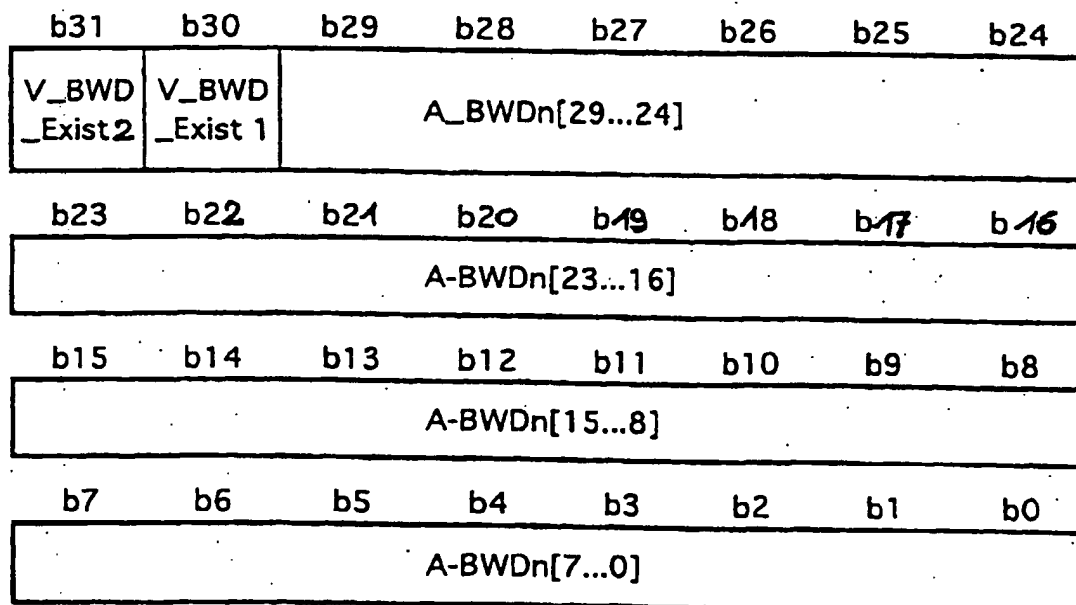 b31 b30 b29 b28 b27 b26 b25 b24
V_BWD V_BWD
_Exist2 _Exist 1
A_BWDn[29...24]
b23 b22 b21 b20 b19 b18 b17 b16
A-BWDn[23...16]
b15 b14 b13 b12 b11 b10 b9 b8
A-BWDn[15...8]
b7 b6 b5 b4 b3 b2 b1 b0
A-BWDn[7...0]